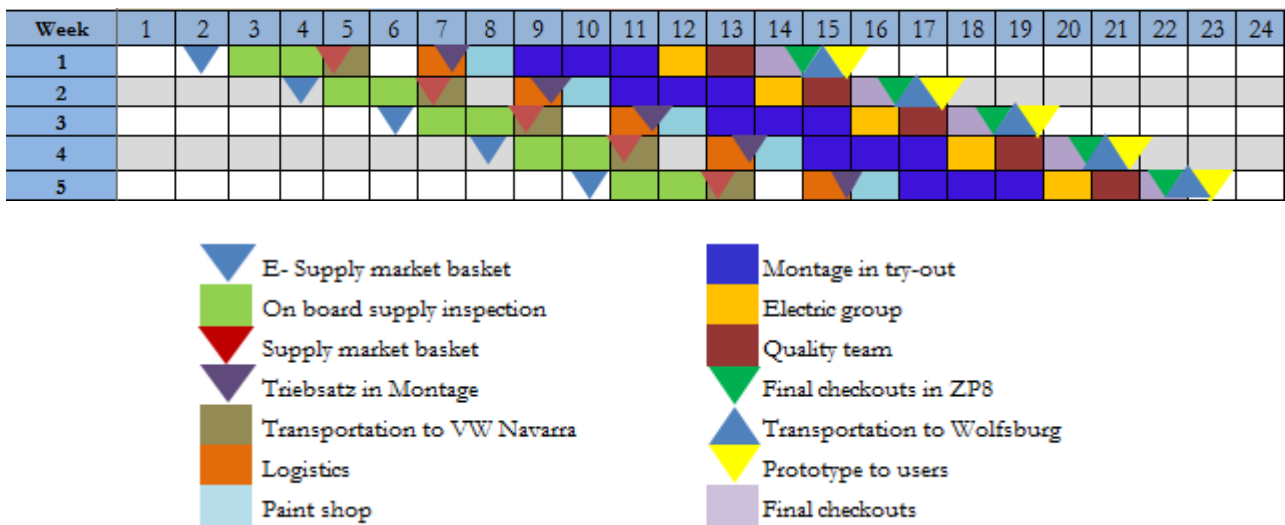 Week 1 2 3 4 5 6 7 8 9 10 11 12 13 14 15 16 17 18 19 20 21 22 23 24
1
2
3
4
5
E- Supply market basket
On board supply inspection
Supply market basket
Triebsatz in Montage
Transportation to VW Navarra
Logistics
Paint shop
Montage in try-out
Electric group
Quality team
Final checkouts in ZP8
Transportation to Wolfsburg
Prototype to users
Final checkouts